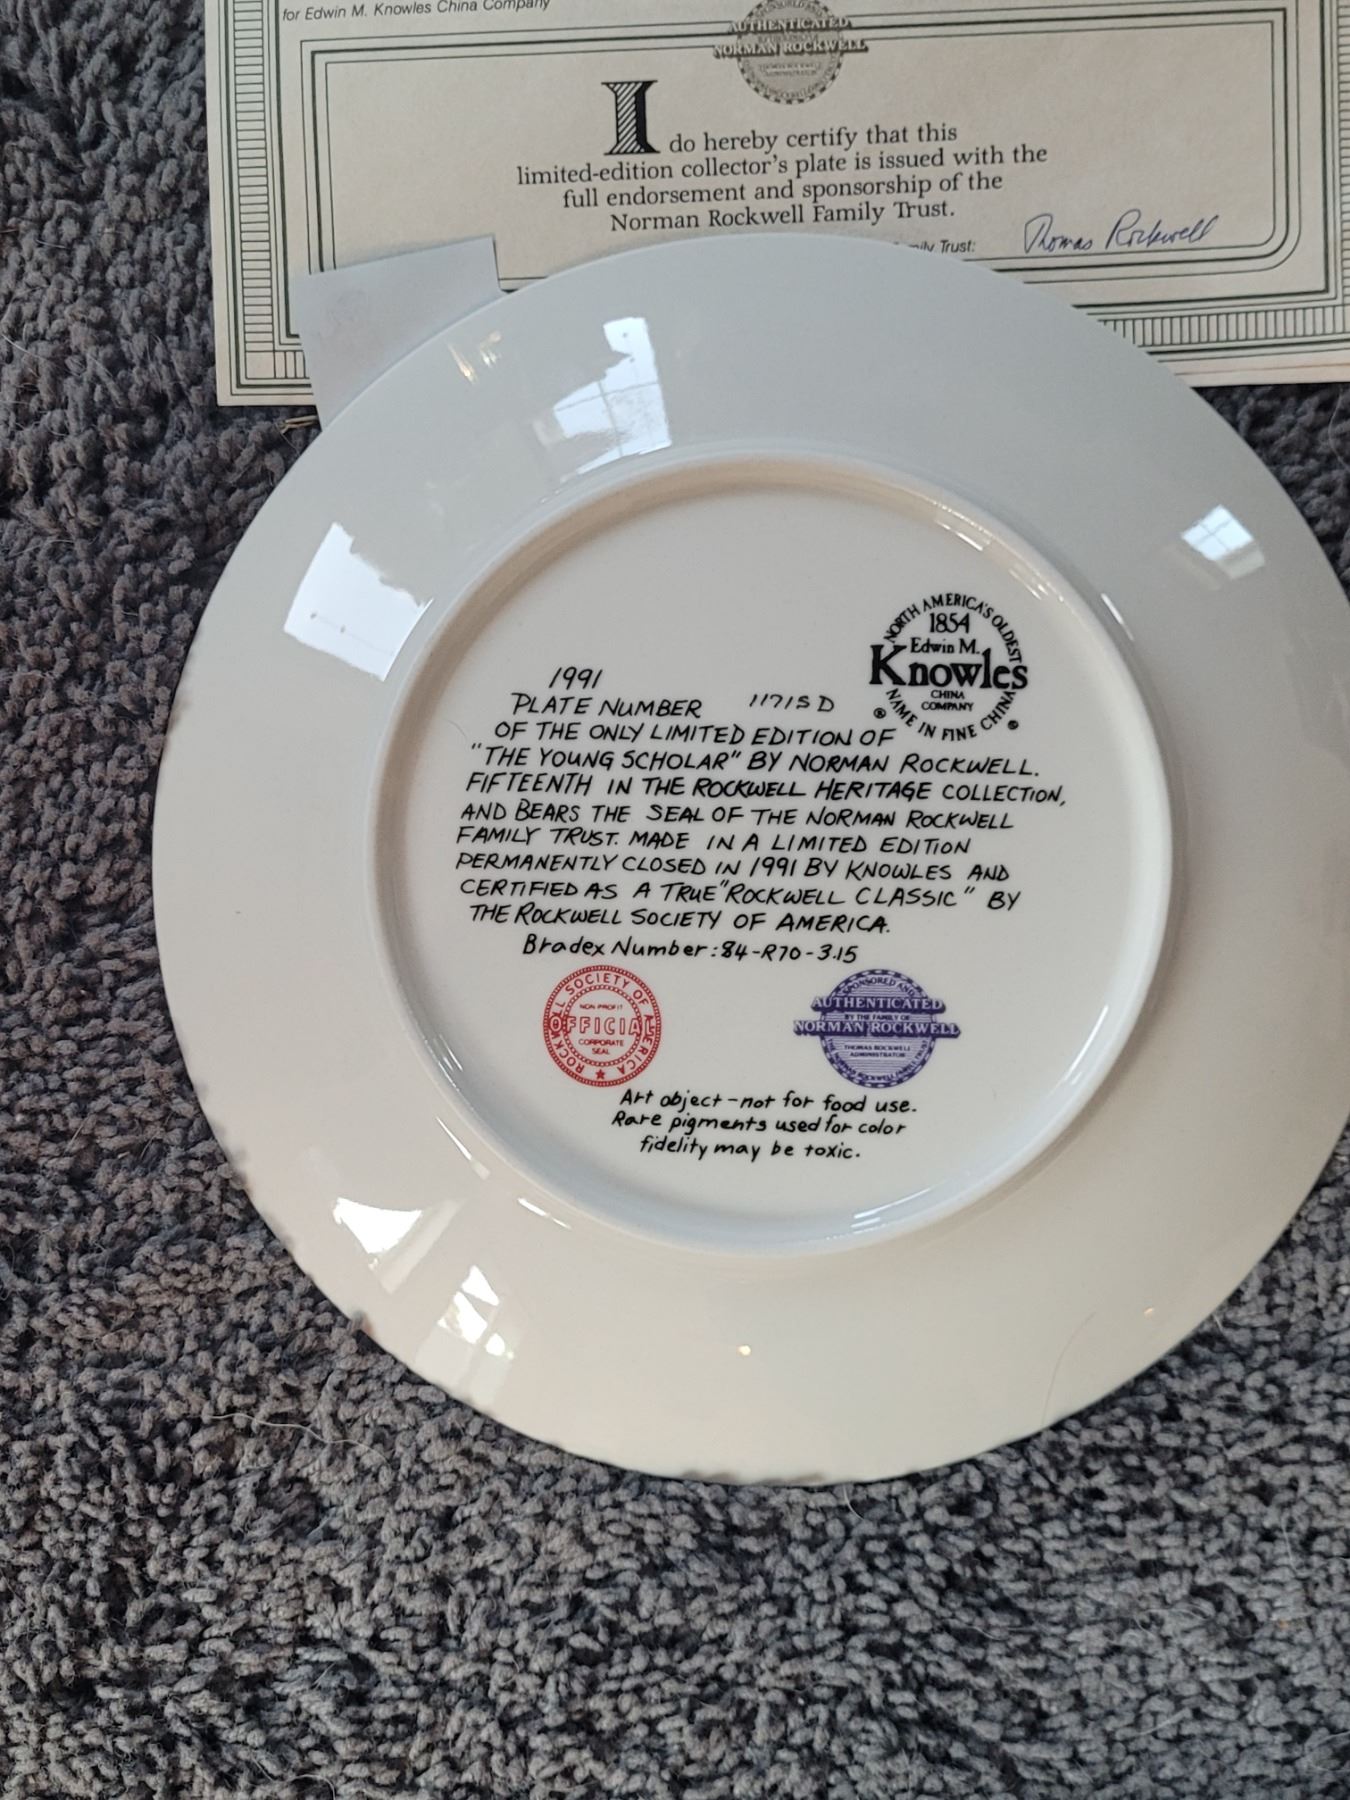 for Edwin M. Knowles China Company
AUTHENTICATED
NORMAN ROCKWELL
I do hereby certify that this
limited-edition collector's plate is issued with the
full endorsement and sponsorship of the
Norman Rockwell Family Trust.
Trust:
Thomas Rockwell
NORTH AMERICA'S OLDEST
1854
Edwin M.
Knowles
CHINA
COMPANY
® NAME IN FINE CHINA ®
1991
PLATE NUMBER 11715D
OF THE ONLY LIMITED EDITION OF
"THE YOUNG SCHOLAR" BY NORMAN ROCKWELL.
FIFTEENTH IN THE ROCKWELL HERITAGE COLLECTION,
AND BEARS THE SEAL OF THE NORMAN ROCKWELL
FAMILY TRUST. MADE IN A LIMITED EDITION
PERMANENTLY CLOSED IN 1991 BY KNOWLES AND
CERTIFIED AS A TRUE "ROCKWELL CLASSIC" BY
THE ROCKWELL SOCIETY OF AMERICA.
Bradex Number: 84-R70-3.15
ROCKWELL SOCIETY OF AMERICA
NON PROFIT
OFFICIAL
CORPORATE
SEAL
SPONSORED AND
AUTHENTICATED
BY THE FAMILY OF
NORMAN ROCKWELL
THOMAS ROCKWELL
ADMINISTRATOR
Art object-not for food use.
Rare pigments used for color
fidelity may be toxic.